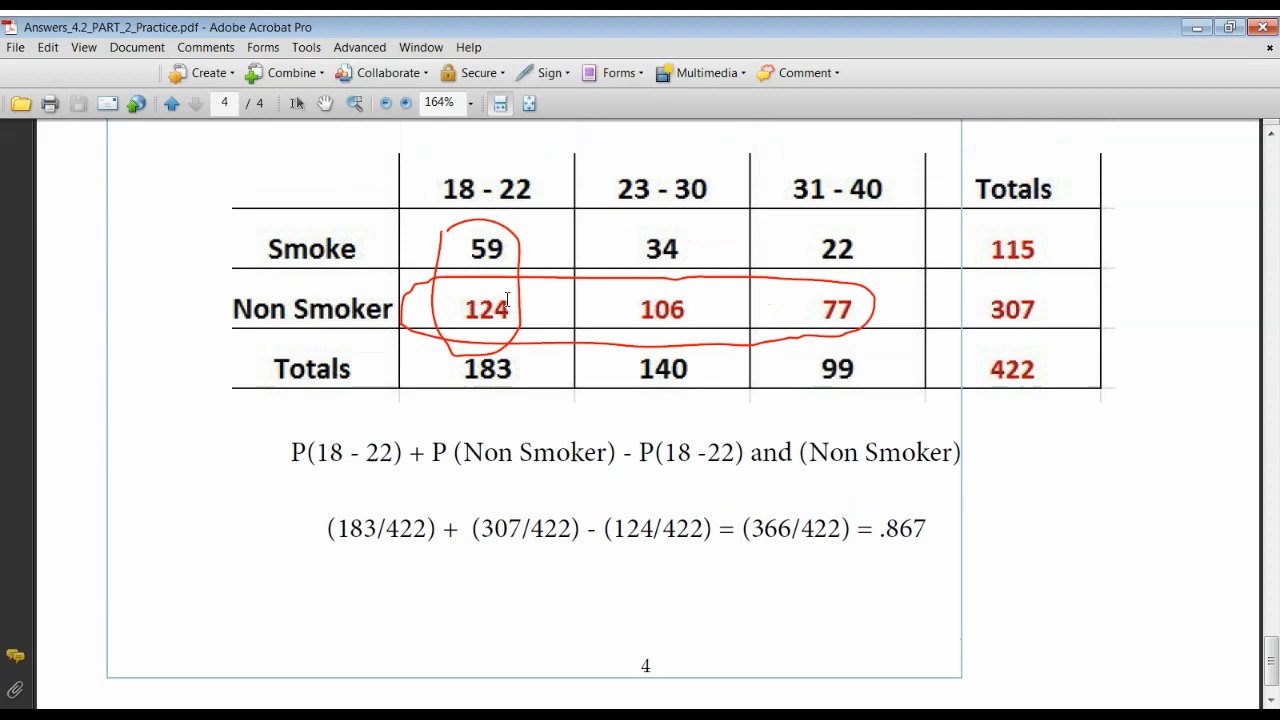 Answers_4.2_PART_2_Practice.pdf - Adobe Acrobat Pro
File Edit View Document Comments Forms Tools Advanced Window Help
Create Combine Collaborate Secure Sign Forms Multimedia Comment
4 / 4 164%
18 - 22 23 - 30 31 - 40 Totals
Smoke 59 34 22 115
Non Smoker 124 106 77 307
Totals 183 140 99 422
P(18 - 22) + P (Non Smoker) - P(18 -22) and (Non Smoker)
(183/422) + (307/422) - (124/422) = (366/422) = .867
4